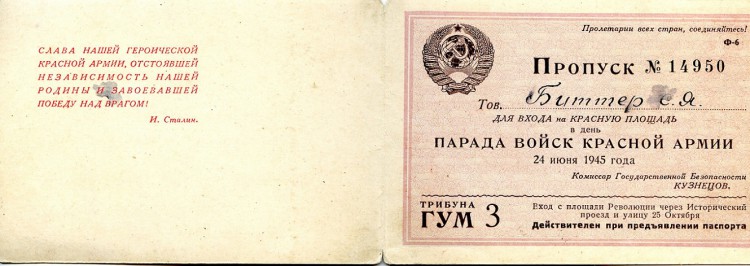 СЛАВА НАШЕЙ ГЕРОИЧЕСКОЙ
КРАСНОЙ АРМИИ, ОТСТОЯВШЕЙ
НЕЗАВИСИМОСТЬ НАШЕЙ
РОДИНЫ И ЗАВОЕВАВШЕЙ
ПОБЕДУ НАД ВРАГОМ!
И. Сталин.
Пролетарии всех стран, соединяйтесь!
Ф-6
ПРОПУСК № 14950
Тов. Биттер С.Я.
ДЛЯ ВХОДА на КРАСНУЮ ПЛОЩАДЬ
в день
ПАРАДА ВОЙСК КРАСНОЙ АРМИИ
24 июня 1945 года
Комиссар Государственной Безопасности
КУЗНЕЦОВ.
ТРИБУНА
ГУМ 3
Вход с площади Революции через Исторический
проезд и улицу 25 Октября
Действителен при предъявлении паспорта